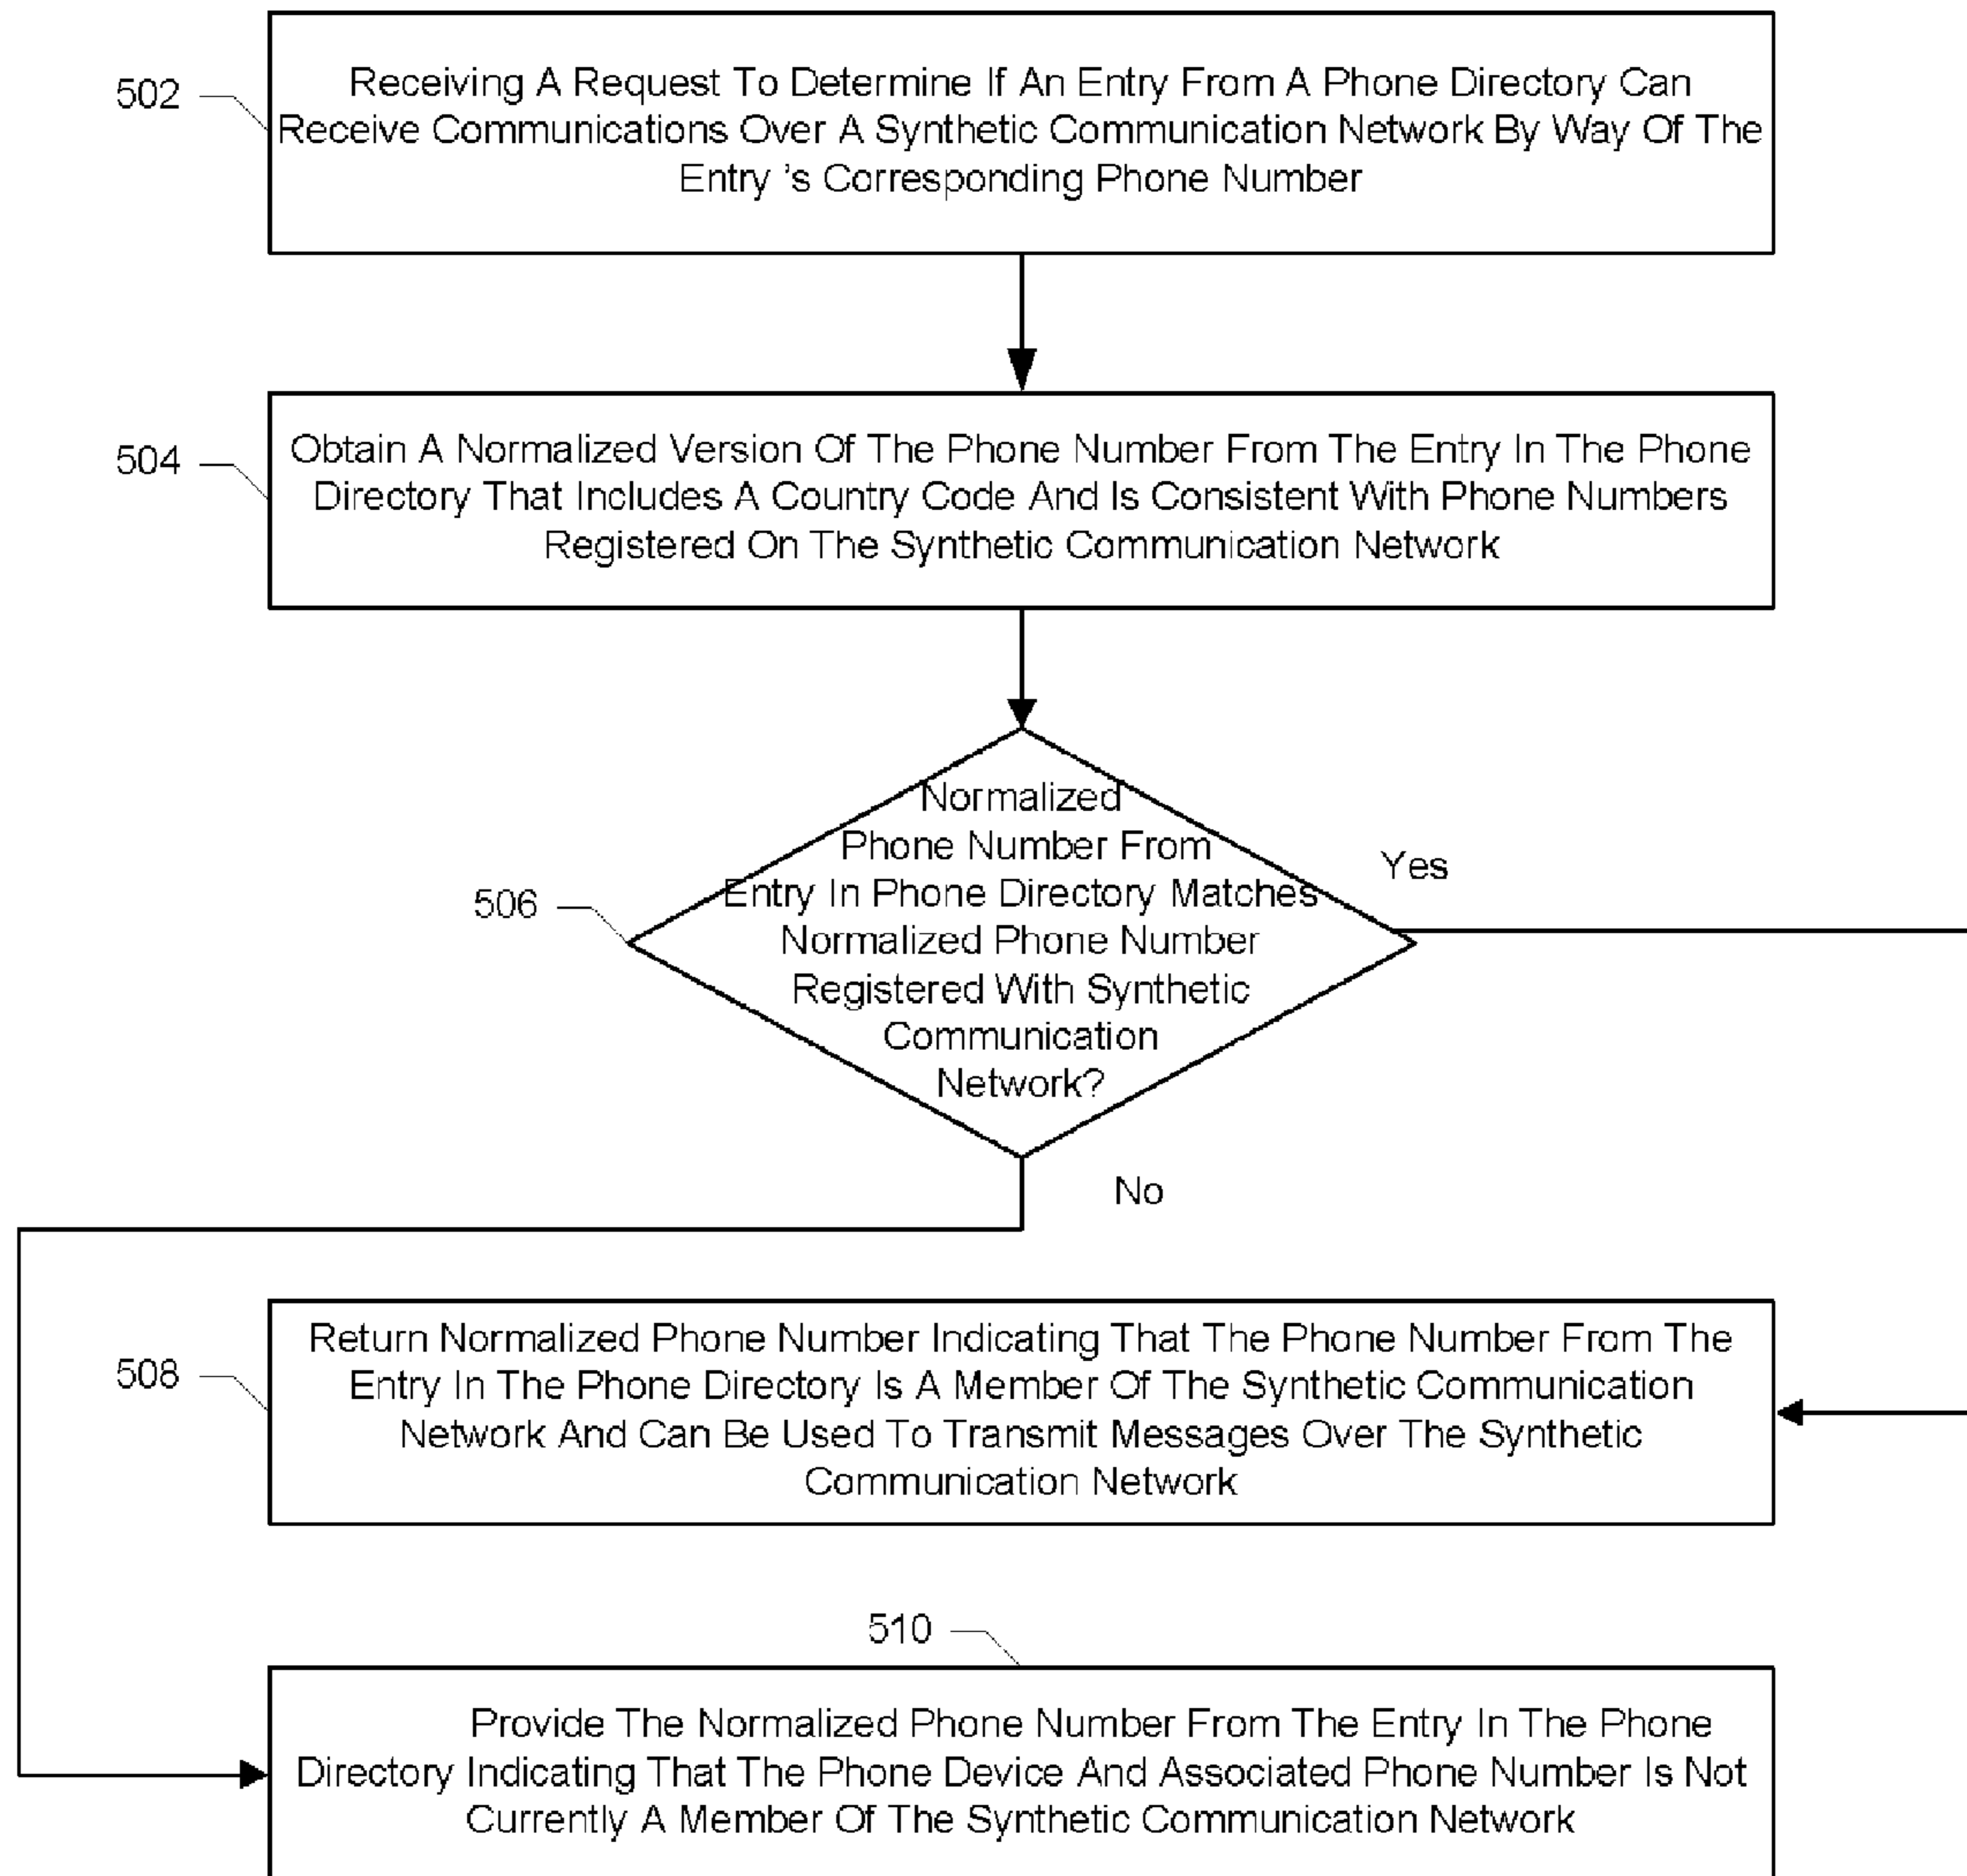 502
Receiving A Request To Determine If An Entry From A Phone Directory Can
Receive Communications Over A Synthetic Communication Network By Way Of The
Entry 's Corresponding Phone Number
504
Obtain A Normalized Version Of The Phone Number From The Entry In The Phone
Directory That Includes A Country Code And Is Consistent With Phone Numbers
Registered On The Synthetic Communication Network
506
Normalized
Phone Number From
Entry In Phone Directory Matches
Normalized Phone Number
Registered With Synthetic
Communication
Network?
Yes
No
508
Return Normalized Phone Number Indicating That The Phone Number From The
Entry In The Phone Directory Is A Member Of The Synthetic Communication
Network And Can Be Used To Transmit Messages Over The Synthetic
Communication Network
510
Provide The Normalized Phone Number From The Entry In The Phone
Directory Indicating That The Phone Device And Associated Phone Number Is Not
Currently A Member Of The Synthetic Communication Network